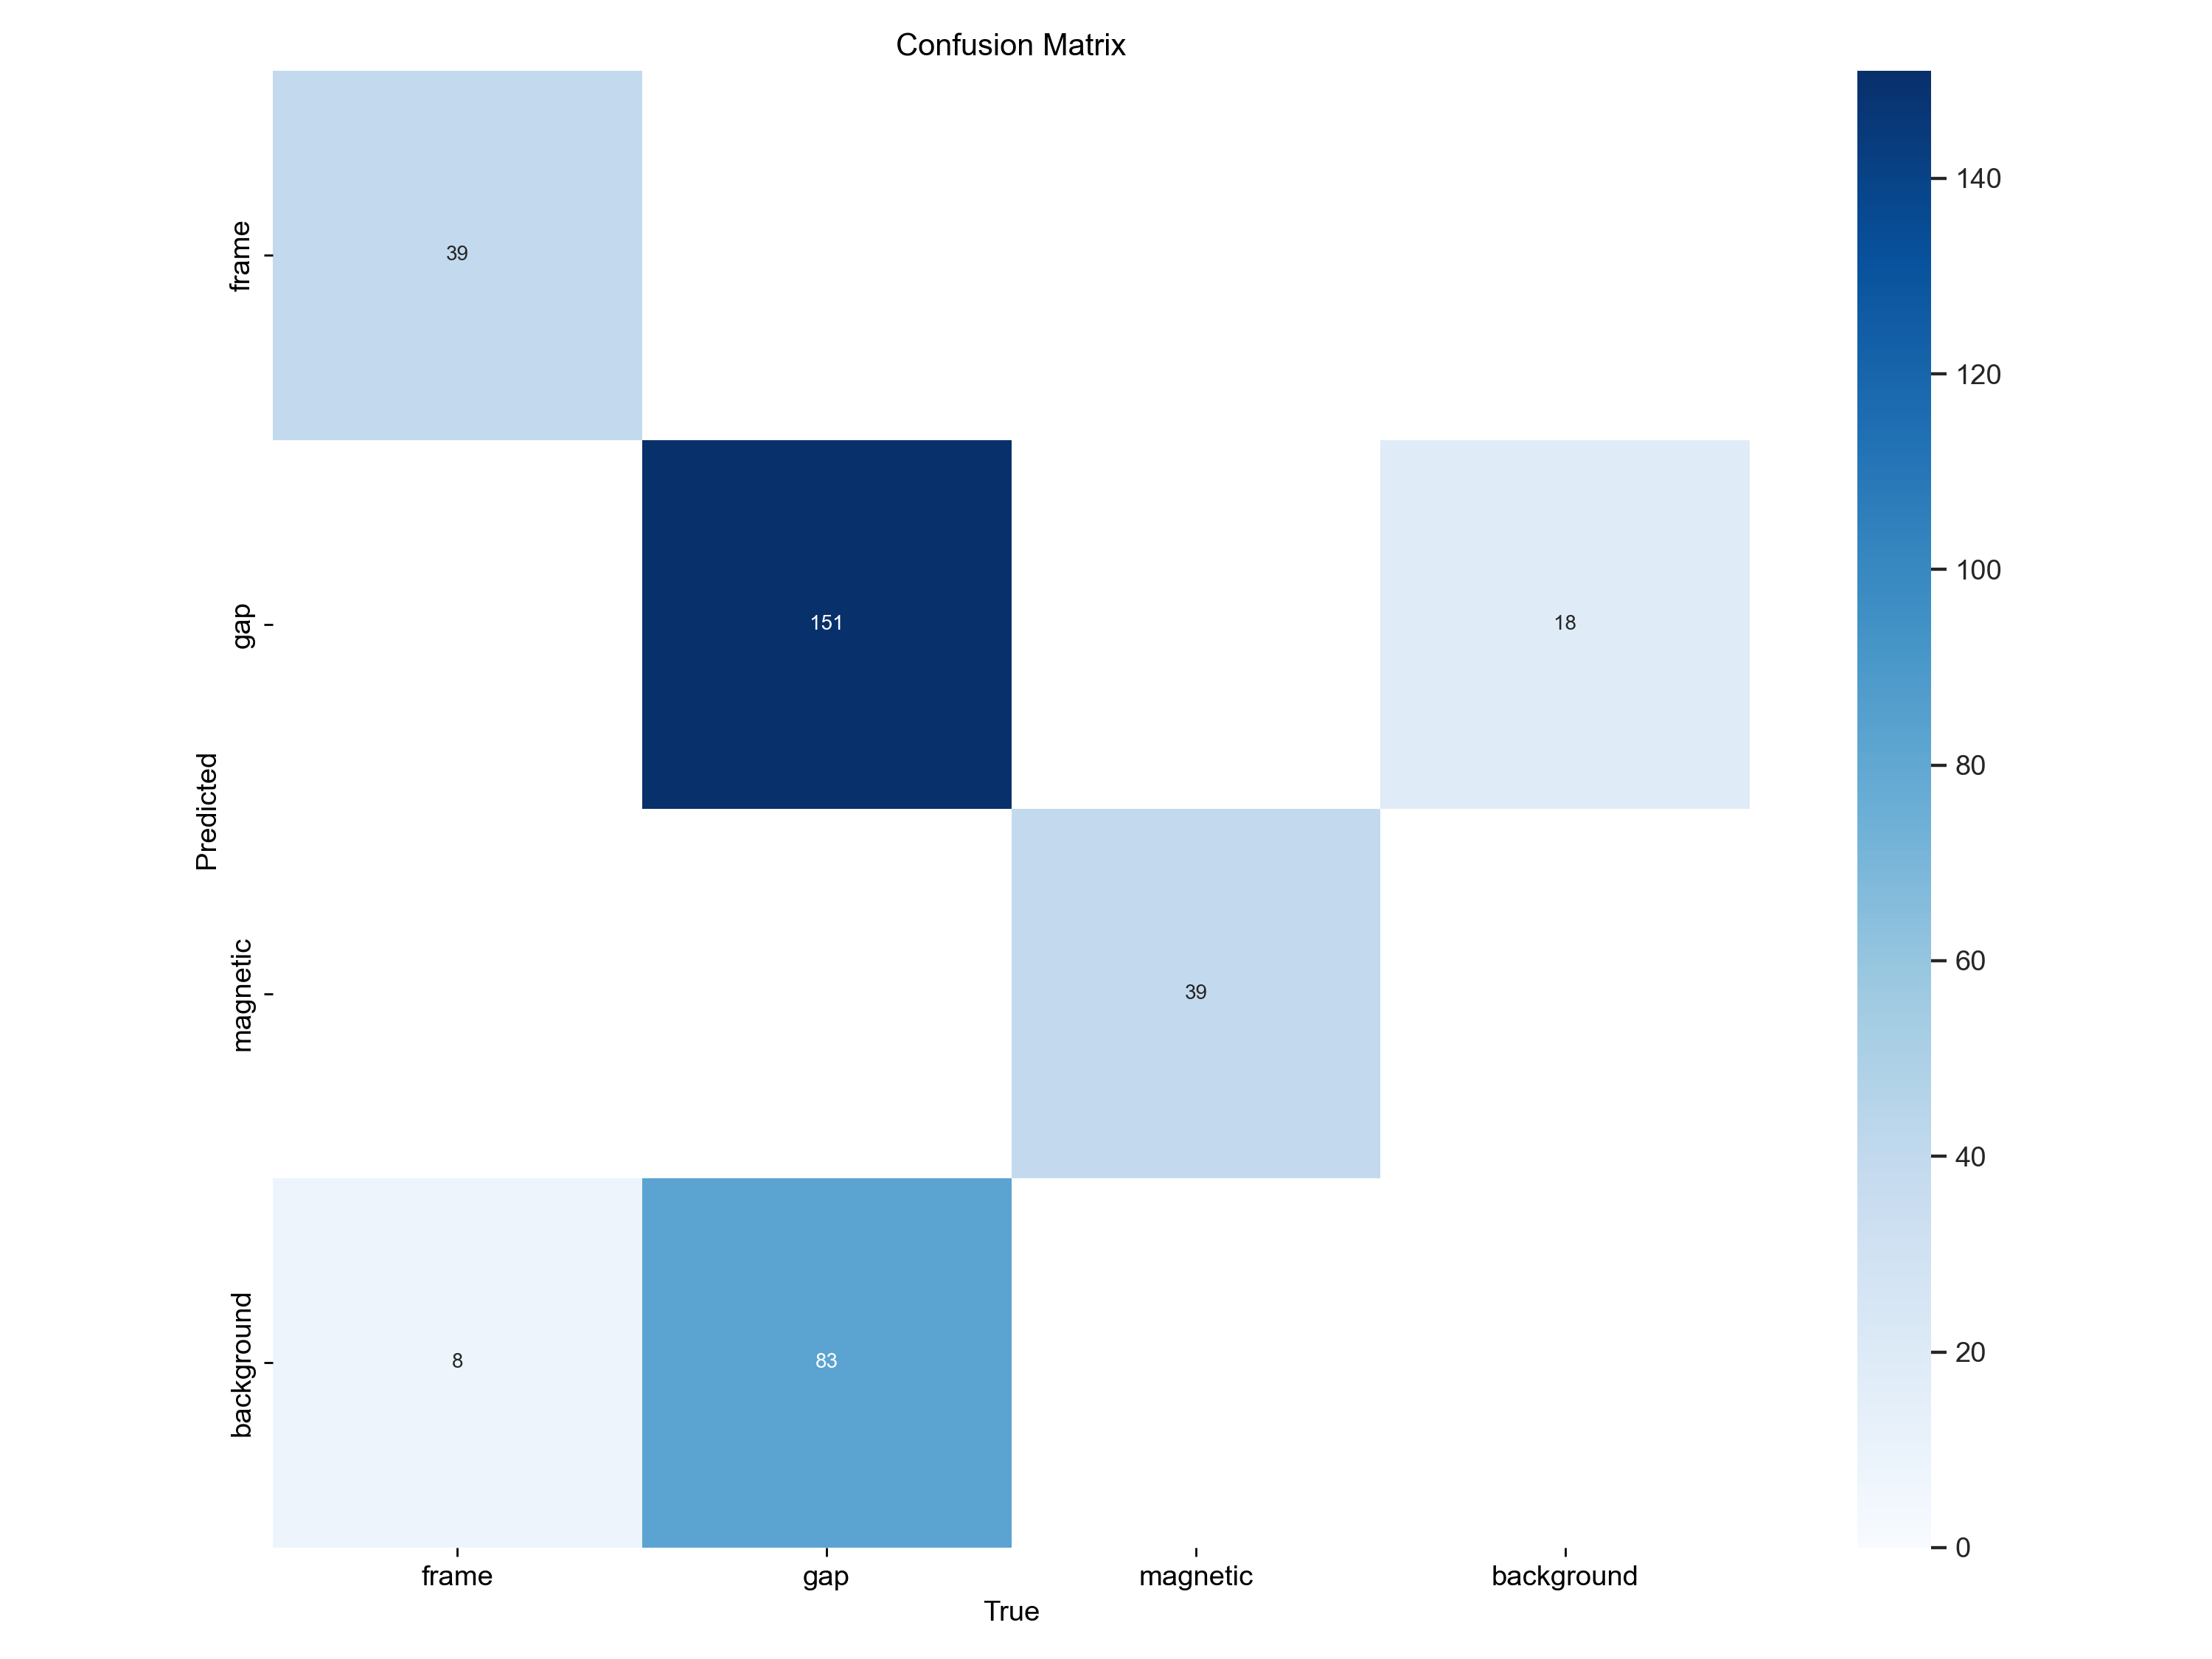 Confusion Matrix
frame
gap
magnetic
background
Predicted
39
151
18
39
8
83
frame
gap
magnetic
background
True
140
120
100
80
60
40
20
0